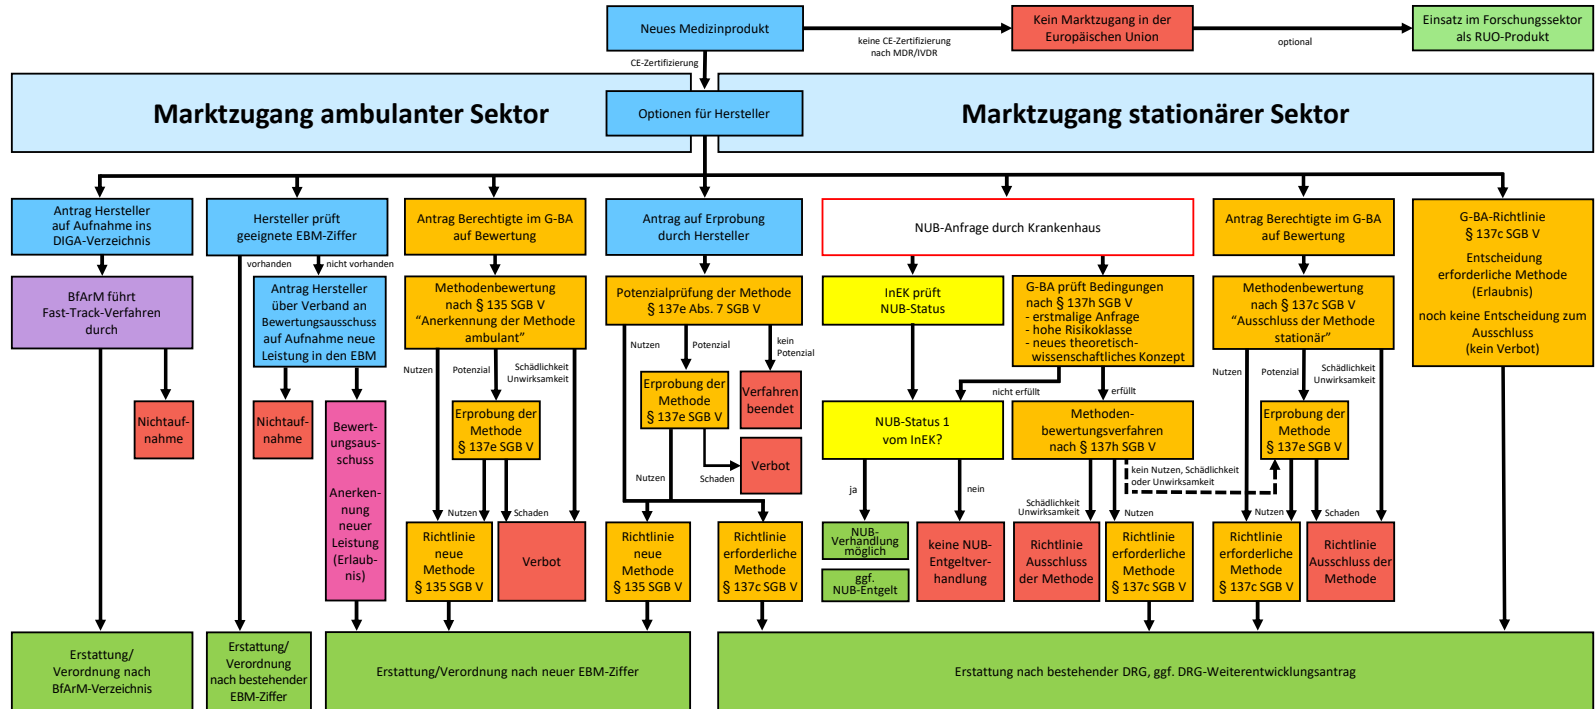 Neues Medizinprodukt
keine CE-Zertifizierung
nach MDR/IVDR
Kein Marktzugang in der
Europäischen Union
optional
Einsatz im Forschungssektor
als RUO-Produkt
CE-Zertifizierung
Marktzugang ambulanter Sektor
Optionen für Hersteller
Marktzugang stationärer Sektor
Antrag Hersteller
auf Aufnahme ins
DIGA-Verzeichnis
Hersteller prüft
geeignete EBM-Ziffer
Antrag Berechtigte im G-BA
auf Bewertung
Antrag auf Erprobung
durch Hersteller
NUB-Anfrage durch Krankenhaus
Antrag Berechtigte im G-BA
auf Bewertung
G-BA-Richtlinie
§ 137c SGB V
Entscheidung
erforderliche Methode
(Erlaubnis)
noch keine Entscheidung zum
Ausschluss
(kein Verbot)
vorhanden
nicht vorhanden
BfArM führt
Fast-Track-Verfahren
durch
Antrag Hersteller
über Verband an
Bewertungsausschuss
auf Aufnahme neue
Leistung in den EBM
Methodenbewertung
nach § 135 SGB V
“Anerkennung der Methode
ambulant”
Potenzialprüfung der Methode
§ 137e Abs. 7 SGB V
InEK prüft
NUB-Status
G-BA prüft Bedingungen
nach § 137h SGB V
- erstmalige Anfrage
- hohe Risikoklasse
- neues theoretisch-
wissenschaftliches Konzept
Methodenbewertung
nach § 137c SGB V
“Ausschluss der Methode
stationär”
Nutzen
Potenzial
Schädlichkeit
Unwirksamkeit
Nutzen
Potenzial
kein
Potenzial
nicht erfüllt
erfüllt
Nutzen
Potenzial
Schädlichkeit
Unwirksamkeit
Nichtauf-
nahme
Nichtauf-
nahme
Bewert-
ungsaus-
schuss
Anerken-
nung
neuer
Leistung
(Erlaub-
nis)
Erprobung der
Methode
§ 137e SGB V
Erprobung der
Methode
§ 137e SGB V
Verfahren
beendet
NUB-Status 1
vom InEK?
Methoden-
bewertungsverfahren
nach § 137h SGB V
Erprobung der
Methode
§ 137e SGB V
Nutzen
Schaden
Verbot
kein Nutzen, Schädlichkeit
oder Unwirksamkeit
ja
nein
Nutzen
Schaden
Schädlichkeit
Unwirksamkeit
Nutzen
Nutzen
Schaden
Richtlinie
neue
Methode
§ 135 SGB V
Verbot
Richtlinie
neue
Methode
§ 135 SGB V
Richtlinie
erforderliche
Methode
§ 137c SGB V
NUB-
Verhandlung
möglich
ggf.
NUB-Entgelt
keine NUB-
Entgeltver-
handlung
Richtlinie
Ausschluss
der Methode
Richtlinie
erforderliche
Methode
§ 137c SGB V
Richtlinie
erforderliche
Methode
§ 137c SGB V
Richtlinie
Ausschluss der
Methode
Erstattung/
Verordnung nach
BfArM-Verzeichnis
Erstattung/
Verordnung
nach bestehender
EBM-Ziffer
Erstattung/Verordnung nach neuer EBM-Ziffer
Erstattung nach bestehender DRG, ggf. DRG-Weiterentwicklungsantrag